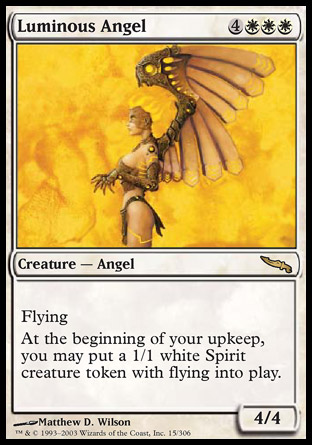 Luminous Angel 4
Creature — Angel
Flying
At the beginning of your upkeep,
you may put a 1/1 white Spirit
creature token with flying into play.
Matthew D. Wilson
™ & © 1993–2003 Wizards of the Coast, Inc. 15/306
4/4